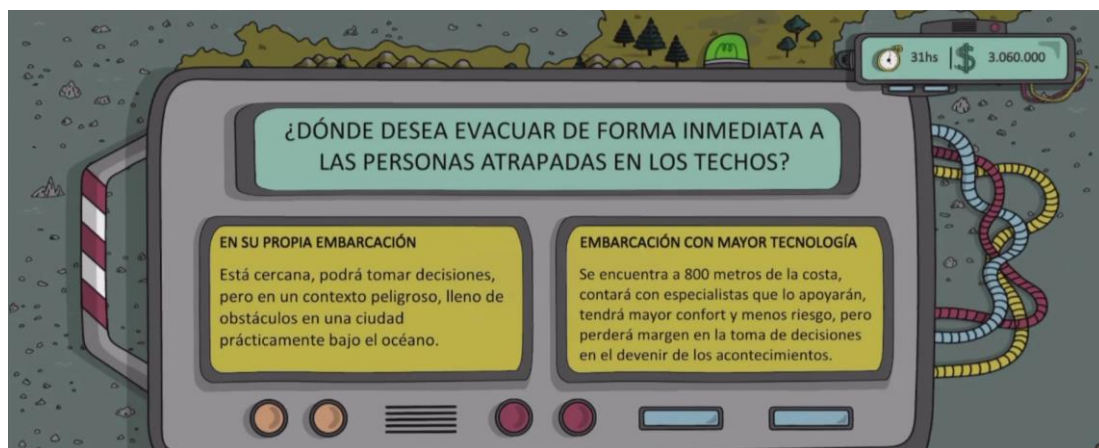 31hs | $ 3.060.000
¿DÓNDE DESEA EVACUAR DE FORMA INMEDIATA A
LAS PERSONAS ATRAPADAS EN LOS TECHOS?
EN SU PROPIA EMBARCACIÓN
Está cercana, podrá tomar decisiones,
pero en un contexto peligroso, lleno de
obstáculos en una ciudad
prácticamente bajo el océano.
EMBARCACIÓN CON MAYOR TECNOLOGÍA
Se encuentra a 800 metros de la costa,
contará con especialistas que lo apoyarán,
tendrá mayor confort y menos riesgo, pero
perderá margen en la toma de decisiones
en el devenir de los acontecimientos.